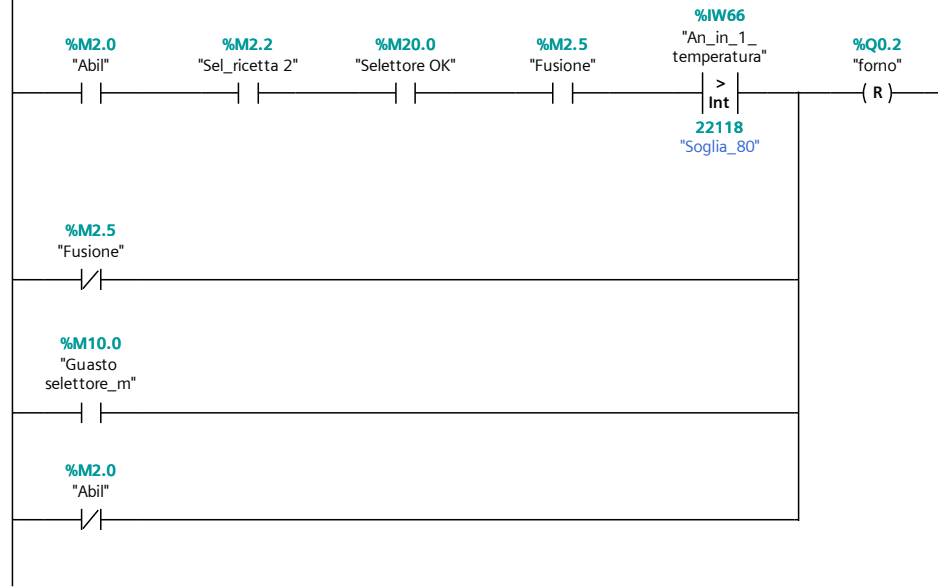 %IW66
%M2.0 %M2.2 %M20.0 %M2.5 "An_in_1_ %Q0.2
"Abil" "Sel_ricetta 2" "Selettore OK" "Fusione" temperatura" "forno"
> R
Int
22118
"Soglia_80"
%M2.5
"Fusione"
%M10.0
"Guasto
selettore_m"
%M2.0
"Abil"